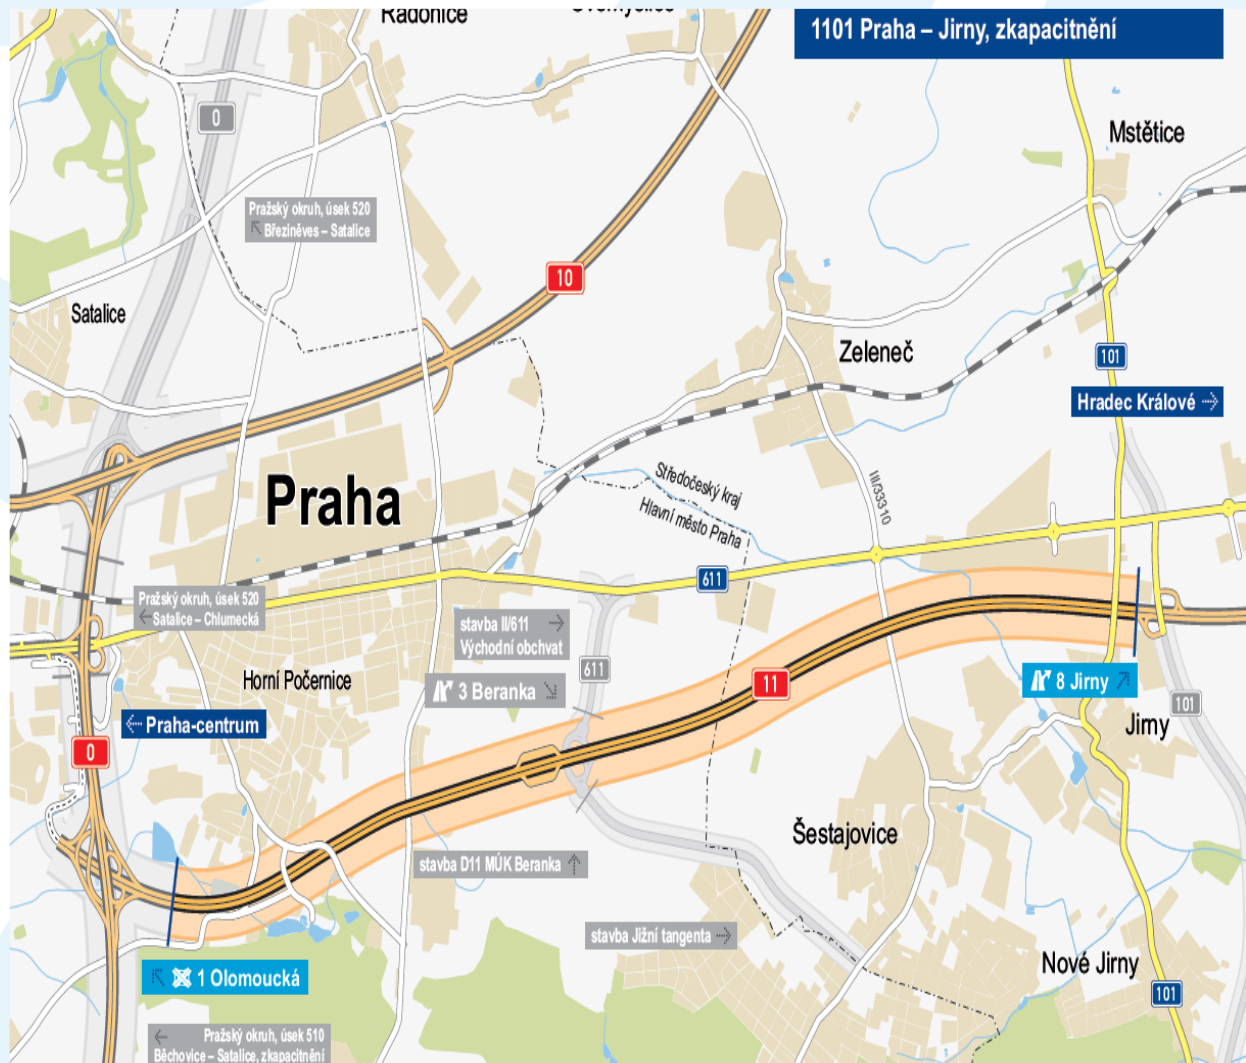 Radonice
1101 Praha – Jirny, zkapacitnění
0
Mstětice
Pražský okruh, úsek 520
Březiněves – Satalice
10
Satalice
Zeleneč
101
Hradec Králové
Praha
Středočeský kraj
Hlavní město Praha
III/33310
611
Pražský okruh, úsek 520
Satalice – Chlumecká
stavba II/611
Východní obchvat
611
Horní Počernice
3 Beranka
11
8 Jirny
101
Jirny
Praha-centrum
0
Šestajovice
stavba D11 MÚK Beranka
stavba Jižní tangenta
Nové Jirny
1 Olomoucká
101
Pražský okruh, úsek 510
Běchovice – Satalice, zkapacitnění